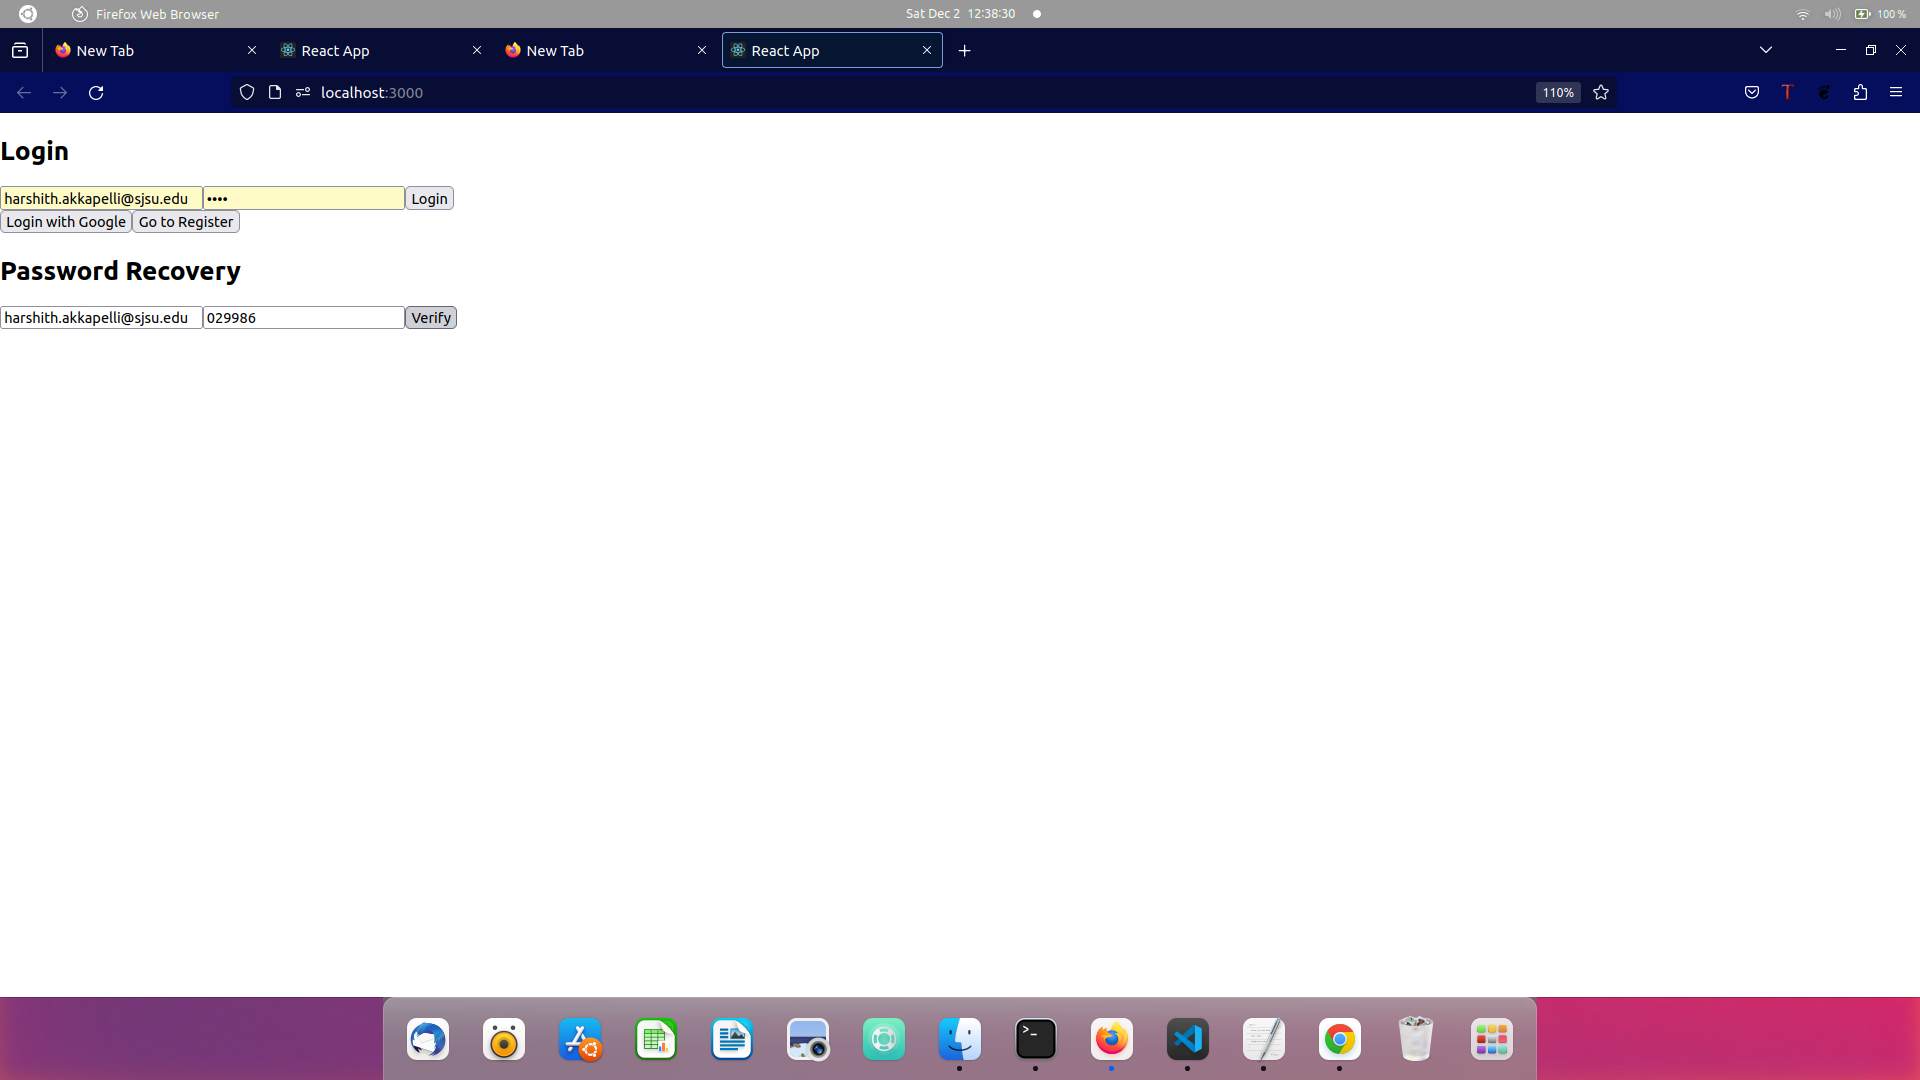 Firefox Web Browser Sat Dec 2 12:38:30 100 %
New Tab React App New Tab React App
localhost:3000 110%
Login
harshith.akkapelli@sjsu.edu •••• Login
Login with Google Go to Register
Password Recovery
harshith.akkapelli@sjsu.edu 029986 Verify